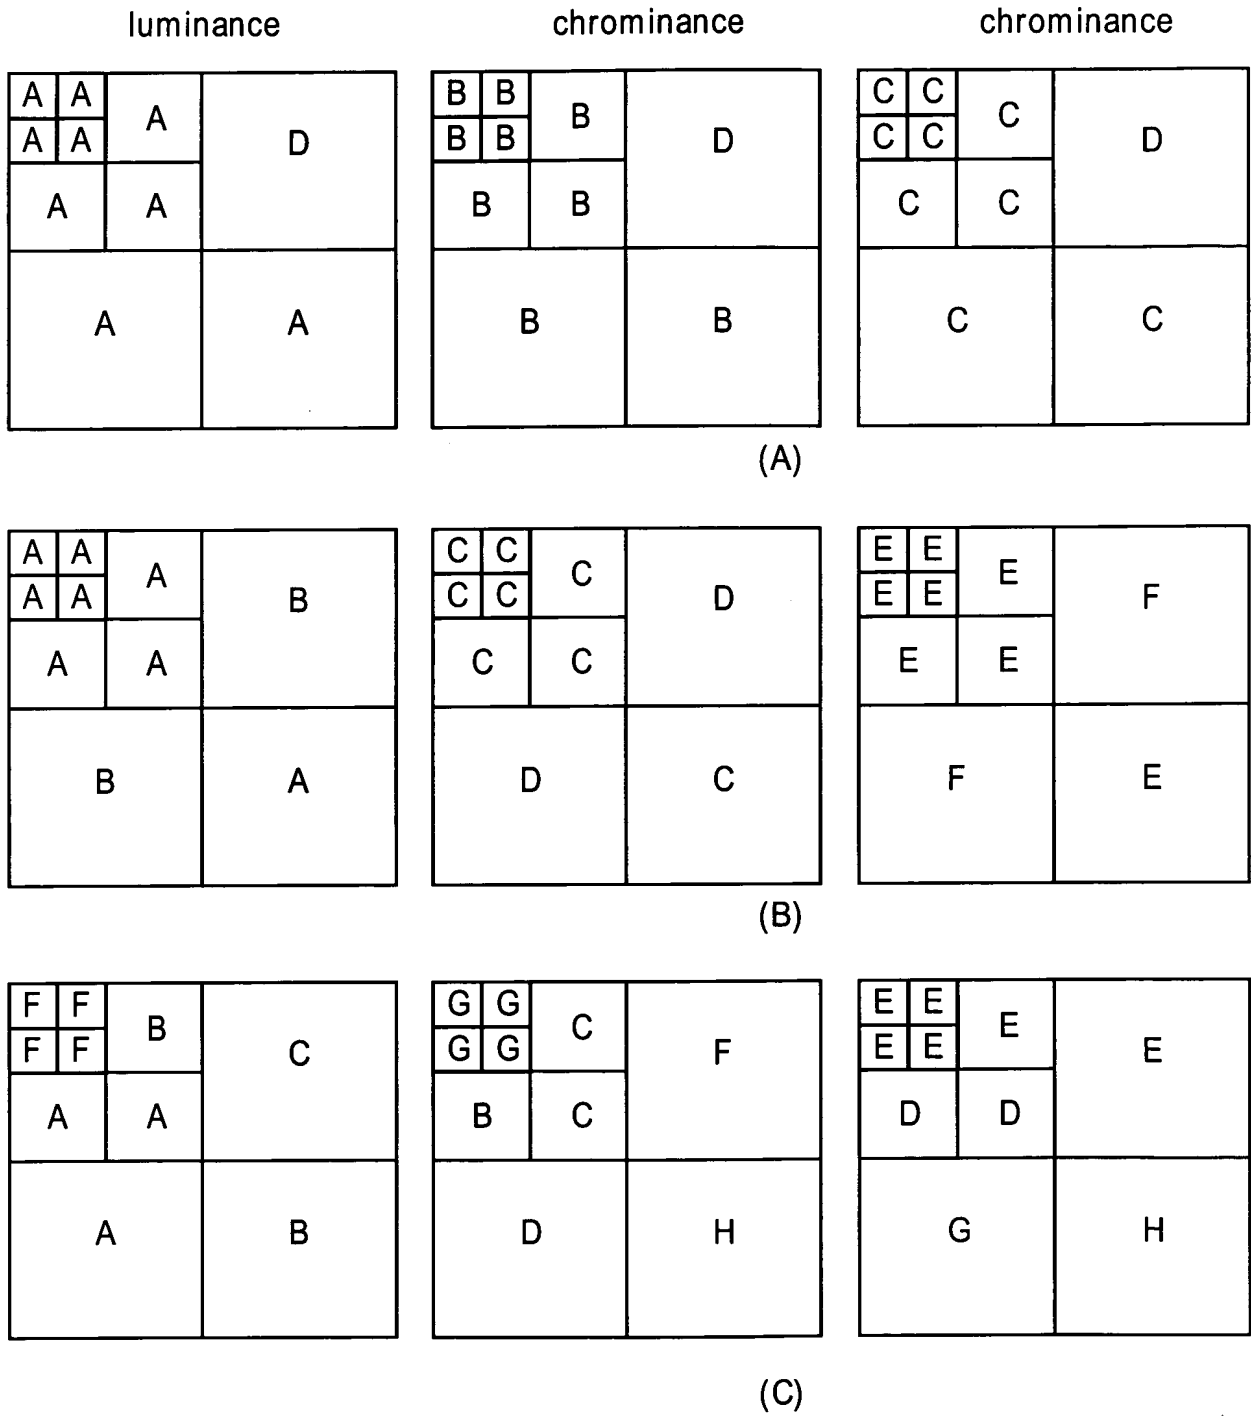 luminance chrominance chrominance
A A A D B B B D C C C D
A A B B C C
A A B B C C
A A B B C C
(A)
A A A B C C C D E E E F
A A C C E E
A A C C E E
B A D C F E
(B)
F F B C G G C F E E E E
F F G G E E
A A B C D D
A B D H G H
(C)